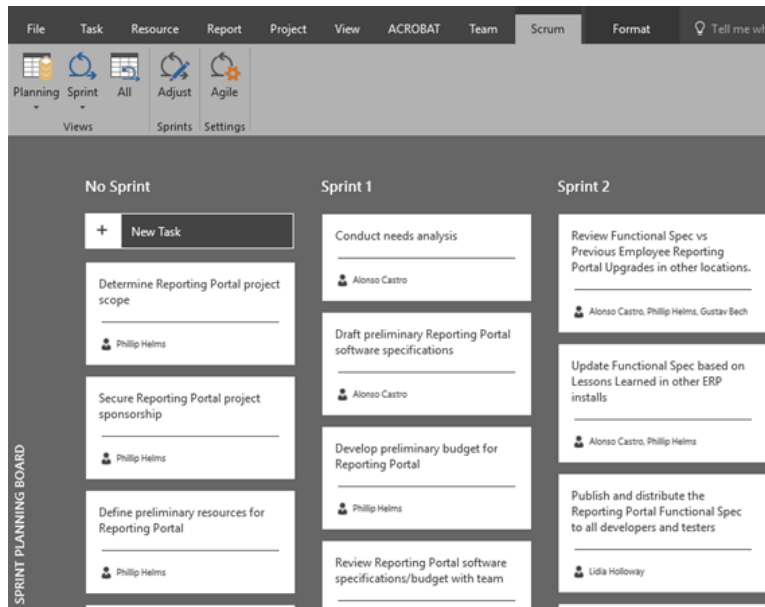 File Task Resource Report Project View ACROBAT Team Scrum Format Tell me wh
Planning Sprint All Adjust Agile
Views Sprints Settings
SPRINT PLANNING BOARD
No Sprint
+ New Task
Determine Reporting Portal project
scope
Phillip Helms
Secure Reporting Portal project
sponsorship
Phillip Helms
Define preliminary resources for
Reporting Portal
Phillip Helms
Sprint 1
Conduct needs analysis
Alonso Castro
Draft preliminary Reporting Portal
software specifications
Alonso Castro
Develop preliminary budget for
Reporting Portal
Phillip Helms
Review Reporting Portal software
specifications/budget with team
Sprint 2
Review Functional Spec vs
Previous Employee Reporting
Portal Upgrades in other locations.
Alonso Castro, Phillip Helms, Gustav Bech
Update Functional Spec based on
Lessons Learned in other ERP
installs
Alonso Castro, Phillip Helms
Publish and distribute the
Reporting Portal Functional Spec
to all developers and testers
Lidia Holloway